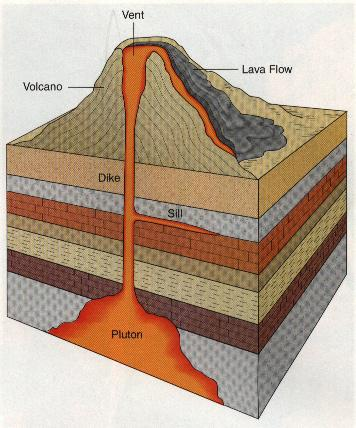 Vent
Lava Flow
Volcano
Dike
Sill
Pluton